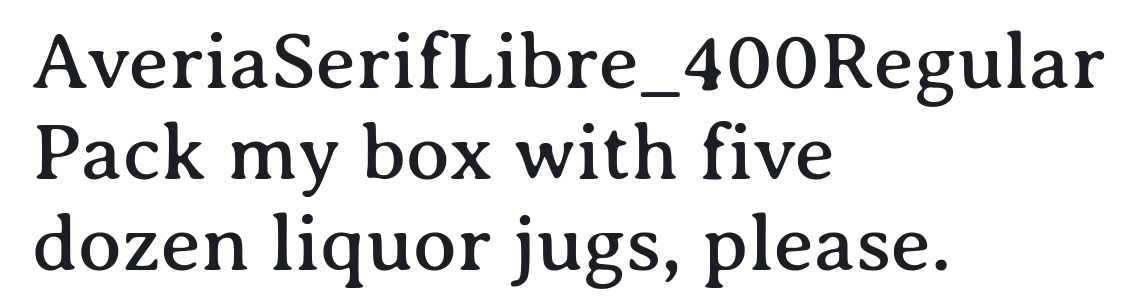 AveriaSerifLibre_400Regular
Pack my box with five
dozen liquor jugs, please.